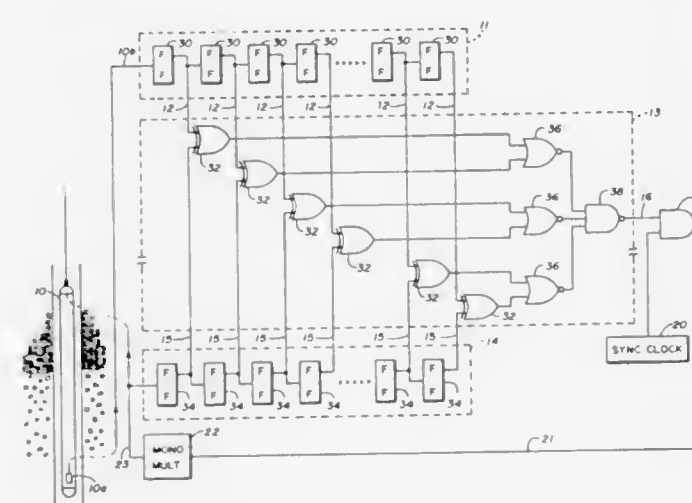 11
10b
30 30 30 30 30 30
F F F F F F
F F F F F F
12 12 12 12 12 12
13
36
32
38
32
16
36
32
32
36
10
32
32
20
SYNC CLOCK
15 15 15 15 15 15
14
F F F F F F
F F F F F F
34 34 34 34 34 34
22
21
MONO
MULT
23
10a